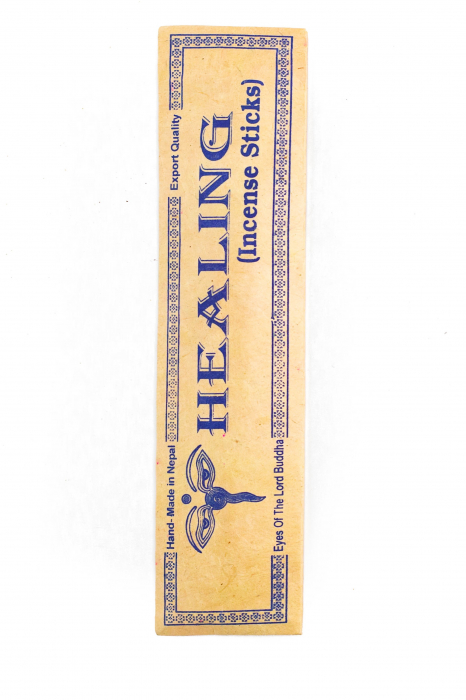 Hand- Made in Nepal
Export Quality
HEALING
(Incense Sticks)
Eyes Of The Lord Buddha